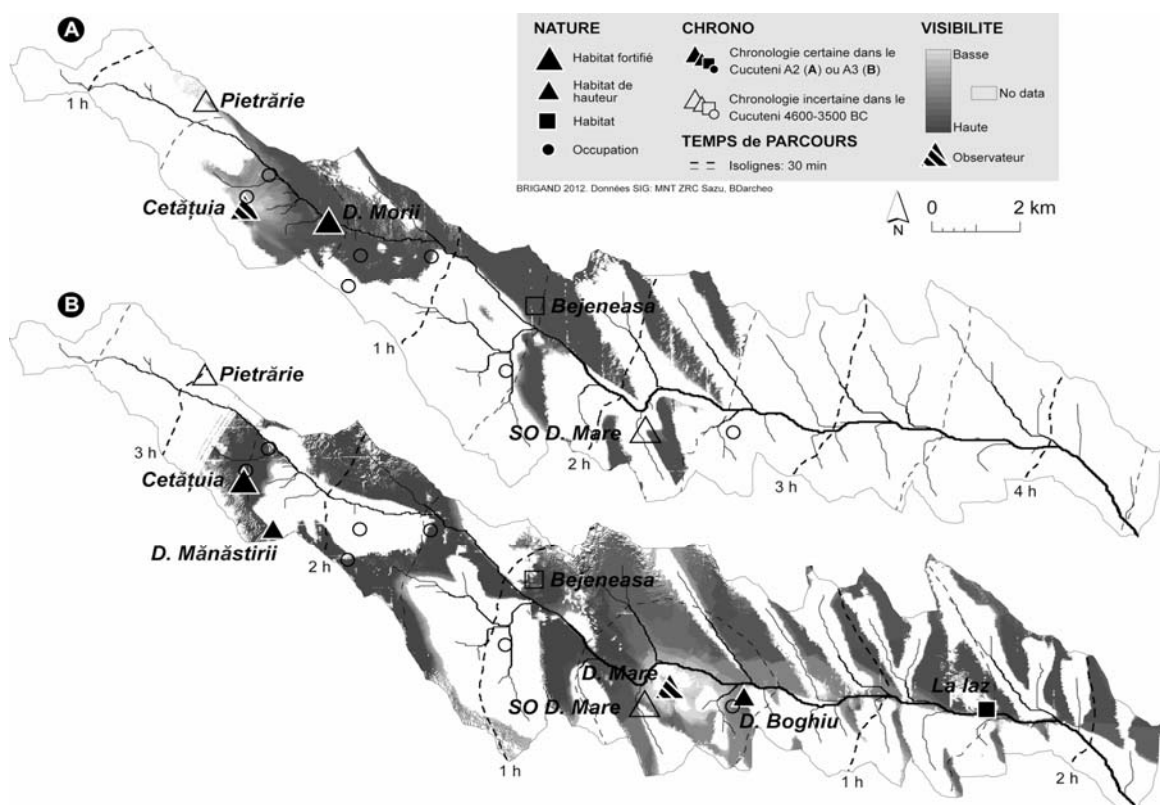 A
NATURE
Habitat fortifié
Habitat de
hauteur
Habitat
Occupation
CHRONO
Chronologie certaine dans le
Cucuteni A2 (A) ou A3 (B)
Chronologie incertaine dans le
Cucuteni 4600-3500 BC
TEMPS de PARCOURS
Isolignes: 30 min
VISIBILITE
Basse
No data
Haute
Observateur
BRIGAND 2012. Données SIG: MNT ZRC Sazu, BDarcheo
N
0 2 km
1 h
Pietrărie
Cetățuia
D. Morii
1 h
Bejeneasa
SO D. Mare
2 h
3 h
4 h
B
Pietrărie
3 h
Cetățuia
D. Mănăstirii
2 h
Bejeneasa
D. Mare
SO D. Mare
D. Boghiu
La Iaz
1 h
1 h
2 h